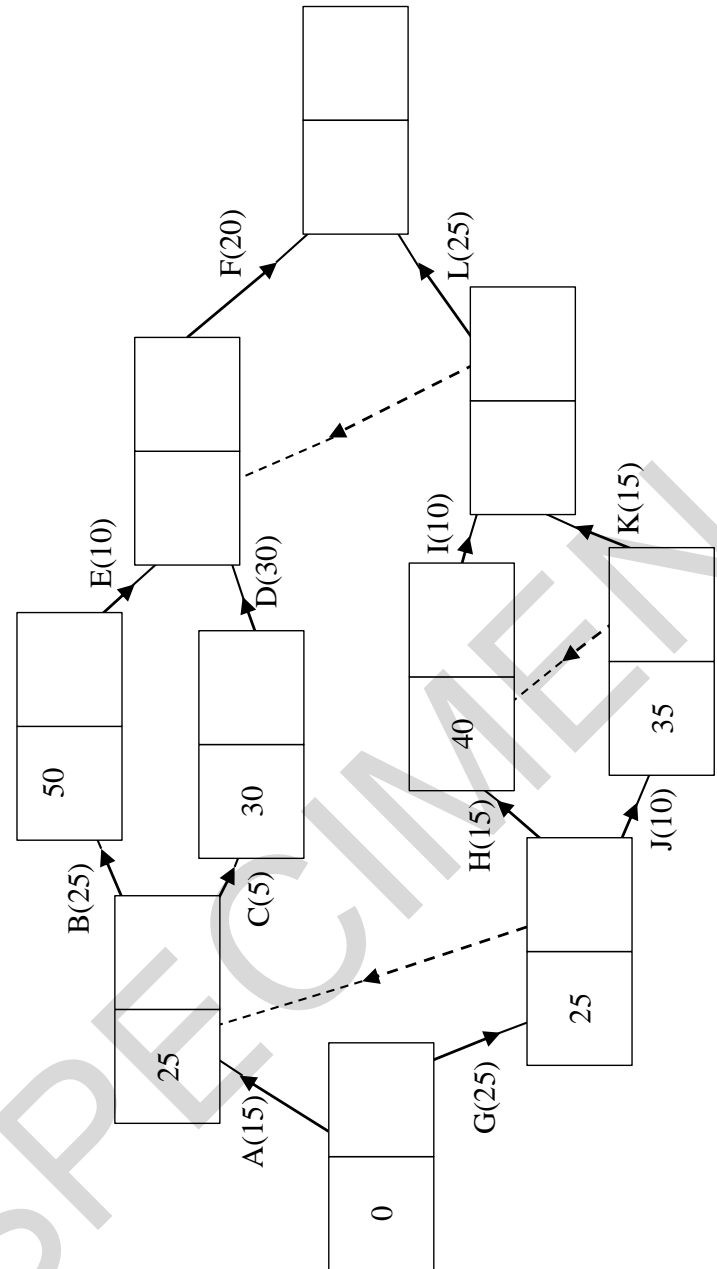 F(20)
L(25)
E(10)
D(30)
I(10)
K(15)
50
30
40
35
B(25)
C(5)
H(15)
J(10)
25
25
A(15)
G(25)
0
SPECIMEN